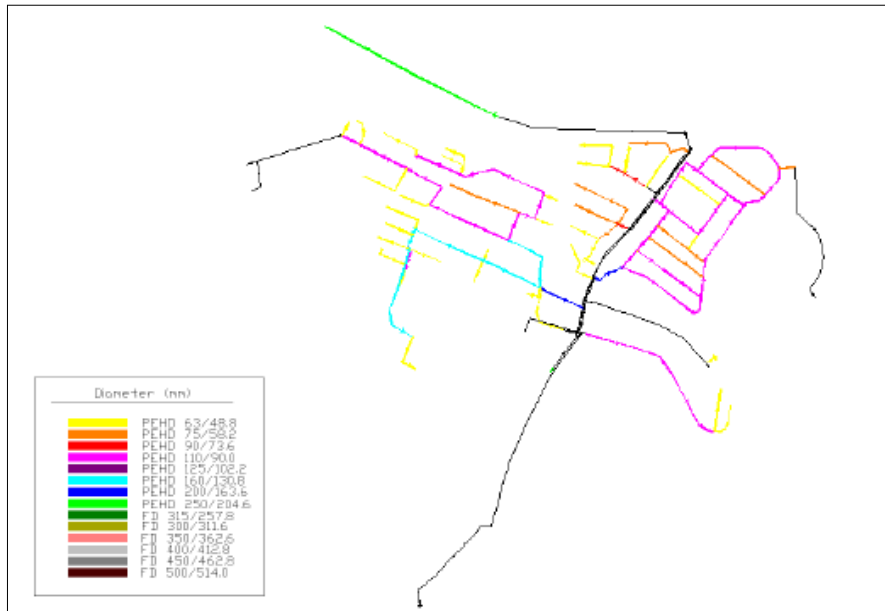 Diameter (mm)
PEHD 63/48.8
PEHD 75/58.2
PEHD 90/73.6
PEHD 110/90.0
PEHD 125/102.2
PEHD 160/130.8
PEHD 200/163.6
PEHD 250/204.6
FD 315/257.8
FD 300/311.6
FD 350/362.6
FD 400/412.8
FD 450/462.8
FD 500/514.0